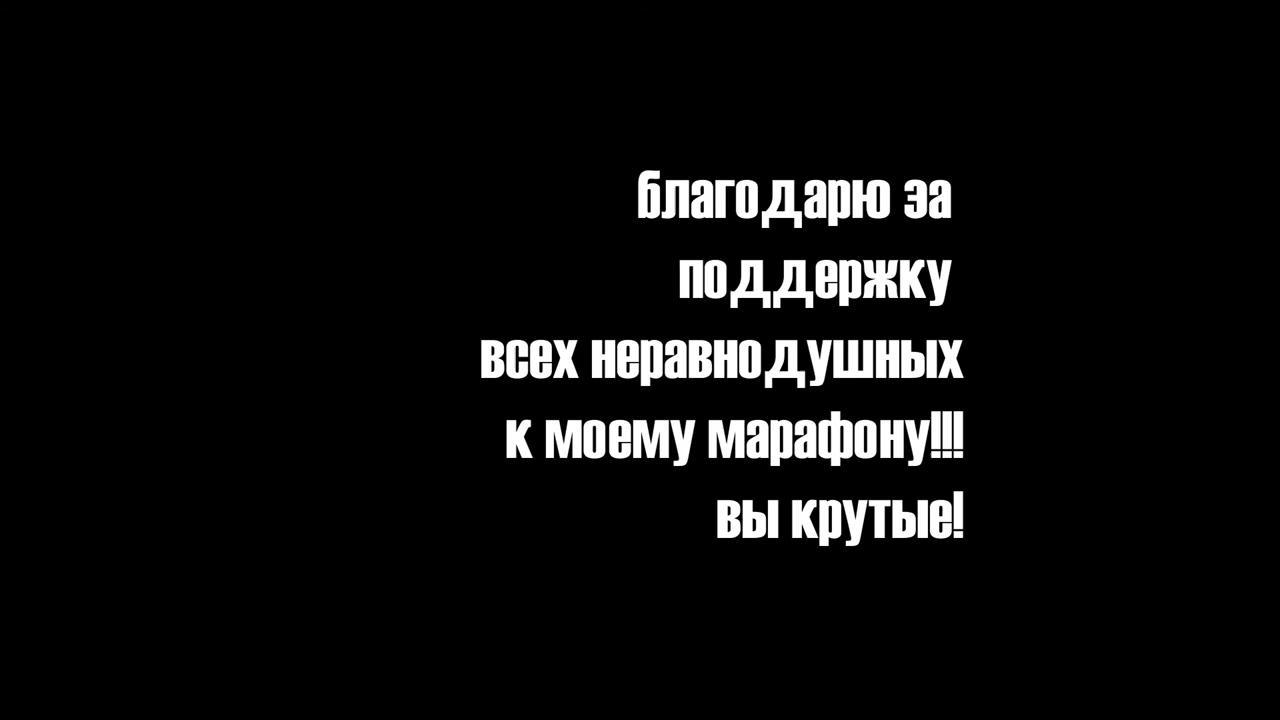 благодарю за
поддержку
всех неравнодушных
к моему марафону!!!
вы крутые!